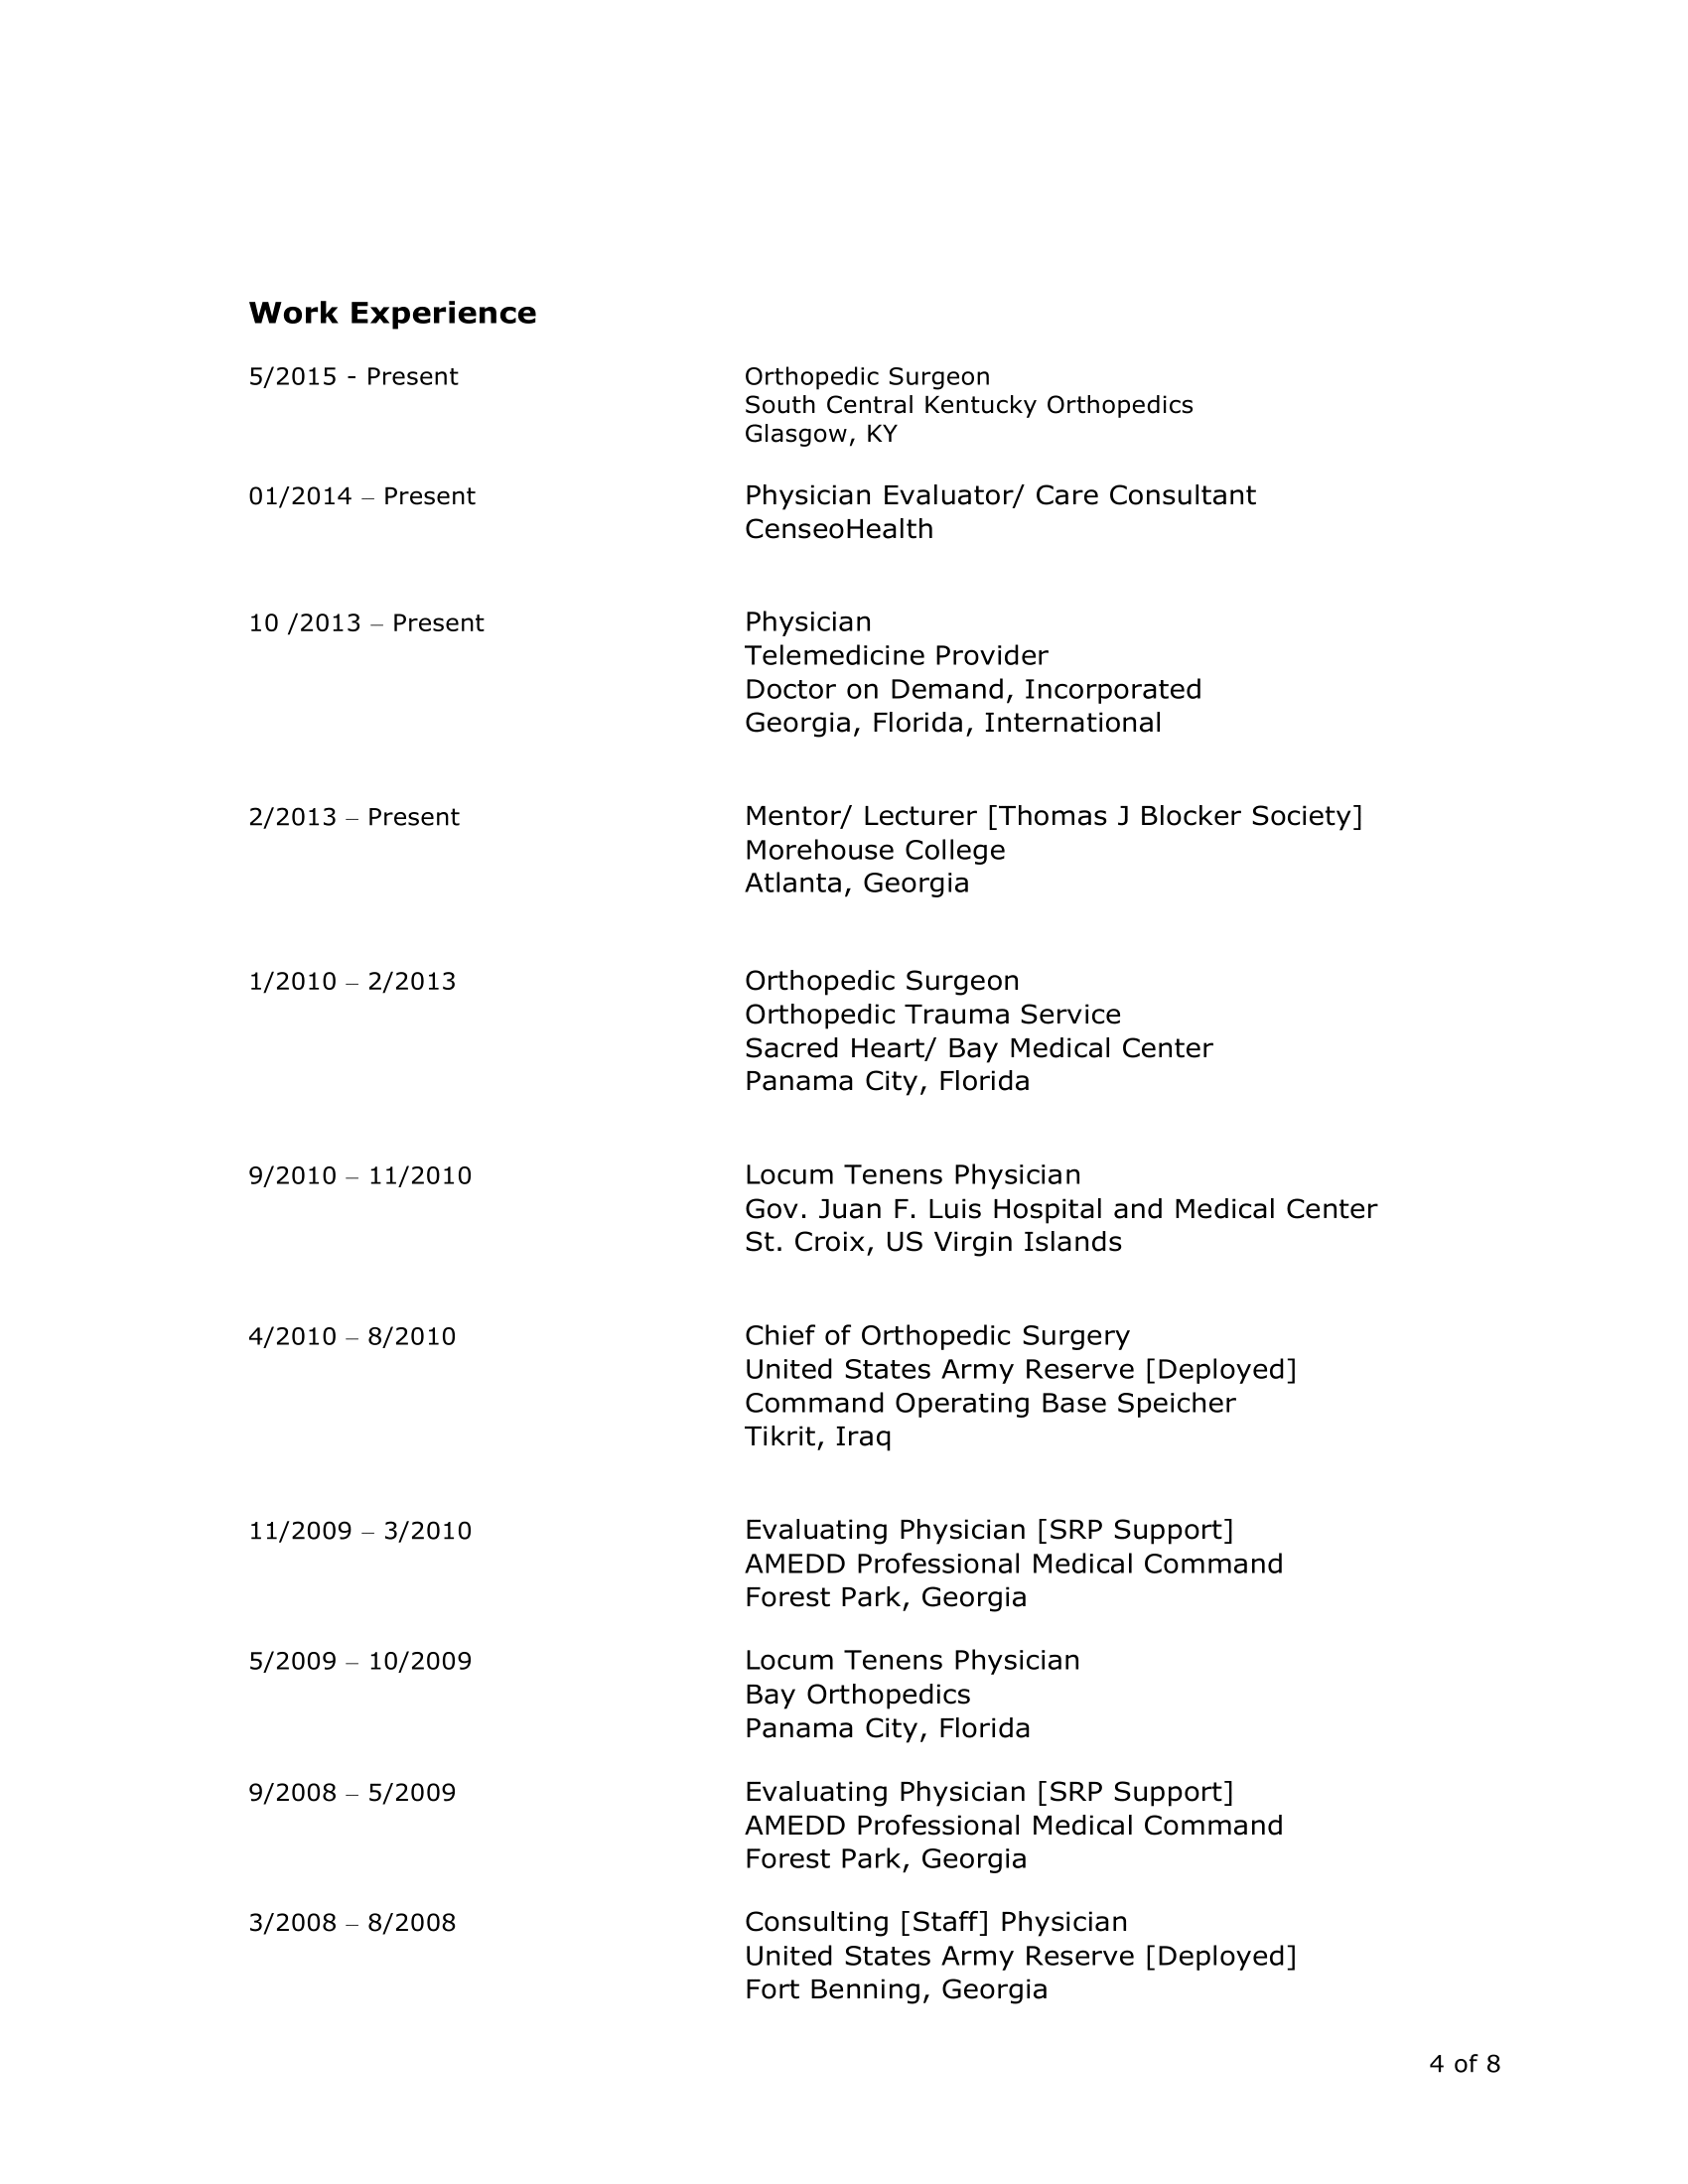 Work Experience
5/2015 - Present Orthopedic Surgeon
South Central Kentucky Orthopedics
Glasgow, KY
01/2014 – Present Physician Evaluator/ Care Consultant
CenseoHealth
10 /2013 – Present Physician
Telemedicine Provider
Doctor on Demand, Incorporated
Georgia, Florida, International
2/2013 – Present Mentor/ Lecturer [Thomas J Blocker Society]
Morehouse College
Atlanta, Georgia
1/2010 – 2/2013 Orthopedic Surgeon
Orthopedic Trauma Service
Sacred Heart/ Bay Medical Center
Panama City, Florida
9/2010 – 11/2010 Locum Tenens Physician
Gov. Juan F. Luis Hospital and Medical Center
St. Croix, US Virgin Islands
4/2010 – 8/2010 Chief of Orthopedic Surgery
United States Army Reserve [Deployed]
Command Operating Base Speicher
Tikrit, Iraq
11/2009 – 3/2010 Evaluating Physician [SRP Support]
AMEDD Professional Medical Command
Forest Park, Georgia
5/2009 – 10/2009 Locum Tenens Physician
Bay Orthopedics
Panama City, Florida
9/2008 – 5/2009 Evaluating Physician [SRP Support]
AMEDD Professional Medical Command
Forest Park, Georgia
3/2008 – 8/2008 Consulting [Staff] Physician
United States Army Reserve [Deployed]
Fort Benning, Georgia
4 of 8